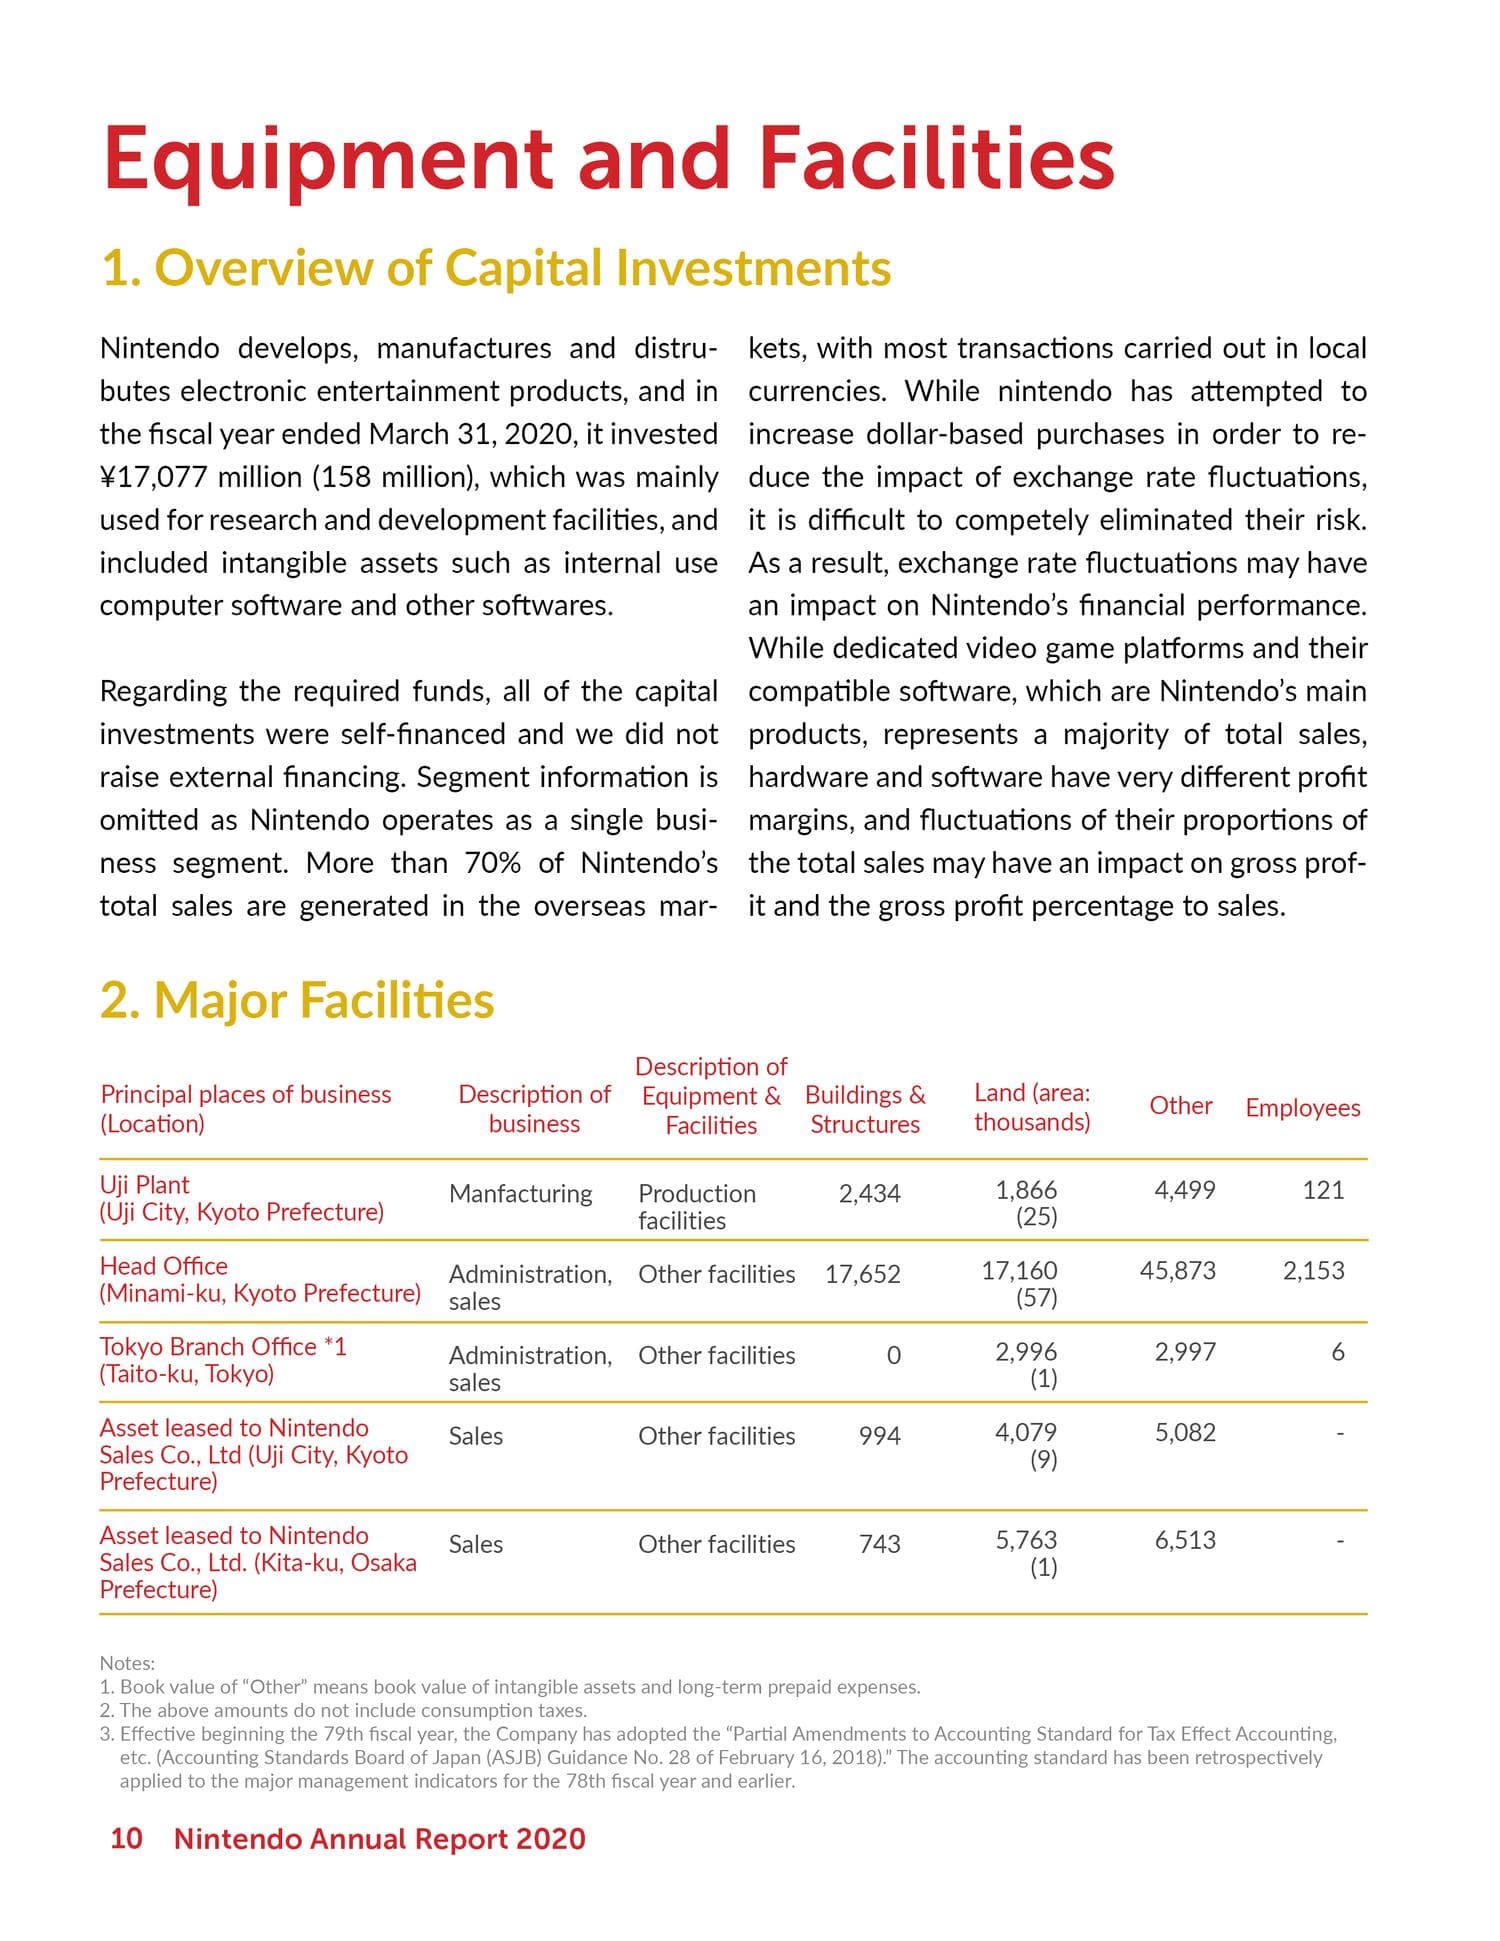 Equipment and Facilities
1. Overview of Capital Investments
Nintendo develops, manufactures and distru-
butes electronic entertainment products, and in
the fiscal year ended March 31, 2020, it invested
¥17,077 million (158 million), which was mainly
used for research and development facilities, and
included intangible assets such as internal use
computer software and other softwares.
Regarding the required funds, all of the capital
investments were self-financed and we did not
raise external financing. Segment information is
omitted as Nintendo operates as a single busi-
ness segment. More than 70% of Nintendo’s
total sales are generated in the overseas mar-
kets, with most transactions carried out in local
currencies. While nintendo has attempted to
increase dollar-based purchases in order to re-
duce the impact of exchange rate fluctuations,
it is difficult to competely eliminated their risk.
As a result, exchange rate fluctuations may have
an impact on Nintendo’s financial performance.
While dedicated video game platforms and their
compatible software, which are Nintendo’s main
products, represents a majority of total sales,
hardware and software have very different profit
margins, and fluctuations of their proportions of
the total sales may have an impact on gross prof-
it and the gross profit percentage to sales.
2. Major Facilities
Principal places of business
(Location)
Description of
business
Description of
Equipment &
Facilities
Buildings &
Structures
Land (area:
thousands)
Other
Employees
Uji Plant
(Uji City, Kyoto Prefecture)
Manfacturing
Production
facilities
2,434
1,866
(25)
4,499
121
Head Office
(Minami-ku, Kyoto Prefecture)
Administration,
sales
Other facilities
17,652
17,160
(57)
45,873
2,153
Tokyo Branch Office *1
(Taito-ku, Tokyo)
Administration,
sales
Other facilities
0
2,996
(1)
2,997
6
Asset leased to Nintendo
Sales Co., Ltd (Uji City, Kyoto
Prefecture)
Sales
Other facilities
994
4,079
(9)
5,082
-
Asset leased to Nintendo
Sales Co., Ltd. (Kita-ku, Osaka
Prefecture)
Sales
Other facilities
743
5,763
(1)
6,513
-
Notes:
1. Book value of “Other” means book value of intangible assets and long-term prepaid expenses.
2. The above amounts do not include consumption taxes.
3. Effective beginning the 79th fiscal year, the Company has adopted the “Partial Amendments to Accounting Standard for Tax Effect Accounting,
etc. (Accounting Standards Board of Japan (ASJB) Guidance No. 28 of February 16, 2018).” The accounting standard has been retrospectively
applied to the major management indicators for the 78th fiscal year and earlier.
10 Nintendo Annual Report 2020